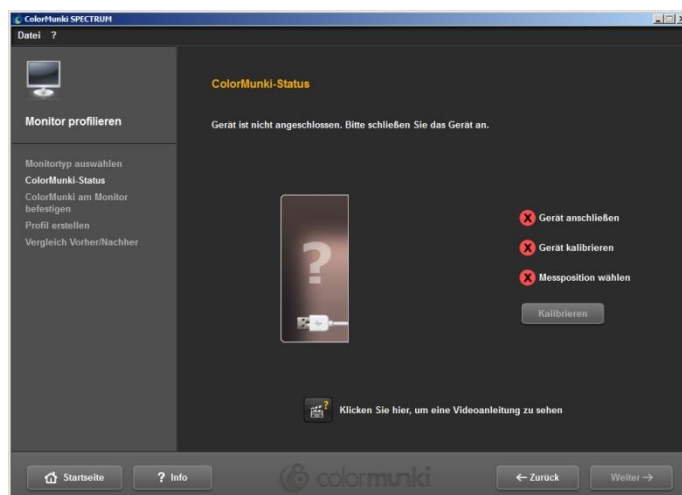 ColorMunki SPECTRUM
Datei ?
Monitor profilieren
Monitortyp auswählen
ColorMunki-Status
ColorMunki am Monitor
befestigen
Profil erstellen
Vergleich Vorher/Nachher
ColorMunki-Status
Gerät ist nicht angeschlossen. Bitte schließen Sie das Gerät an.
?
Gerät anschließen
Gerät kalibrieren
Messposition wählen
Kalibrieren
? Klicken Sie hier, um eine Videoanleitung zu sehen
Startseite
? Info
colormunki
← Zurück
Weiter →